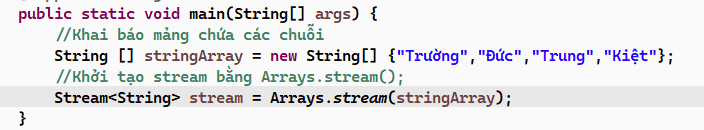 public static void main(String[] args) {
//Khai báo mảng chứa các chuỗi
String [] stringArray = new String[] {"Trường","Đức","Trung","Kiệt"};
//Khởi tạo stream bằng Arrays.stream();
Stream<String> stream = Arrays.stream(stringArray);
}